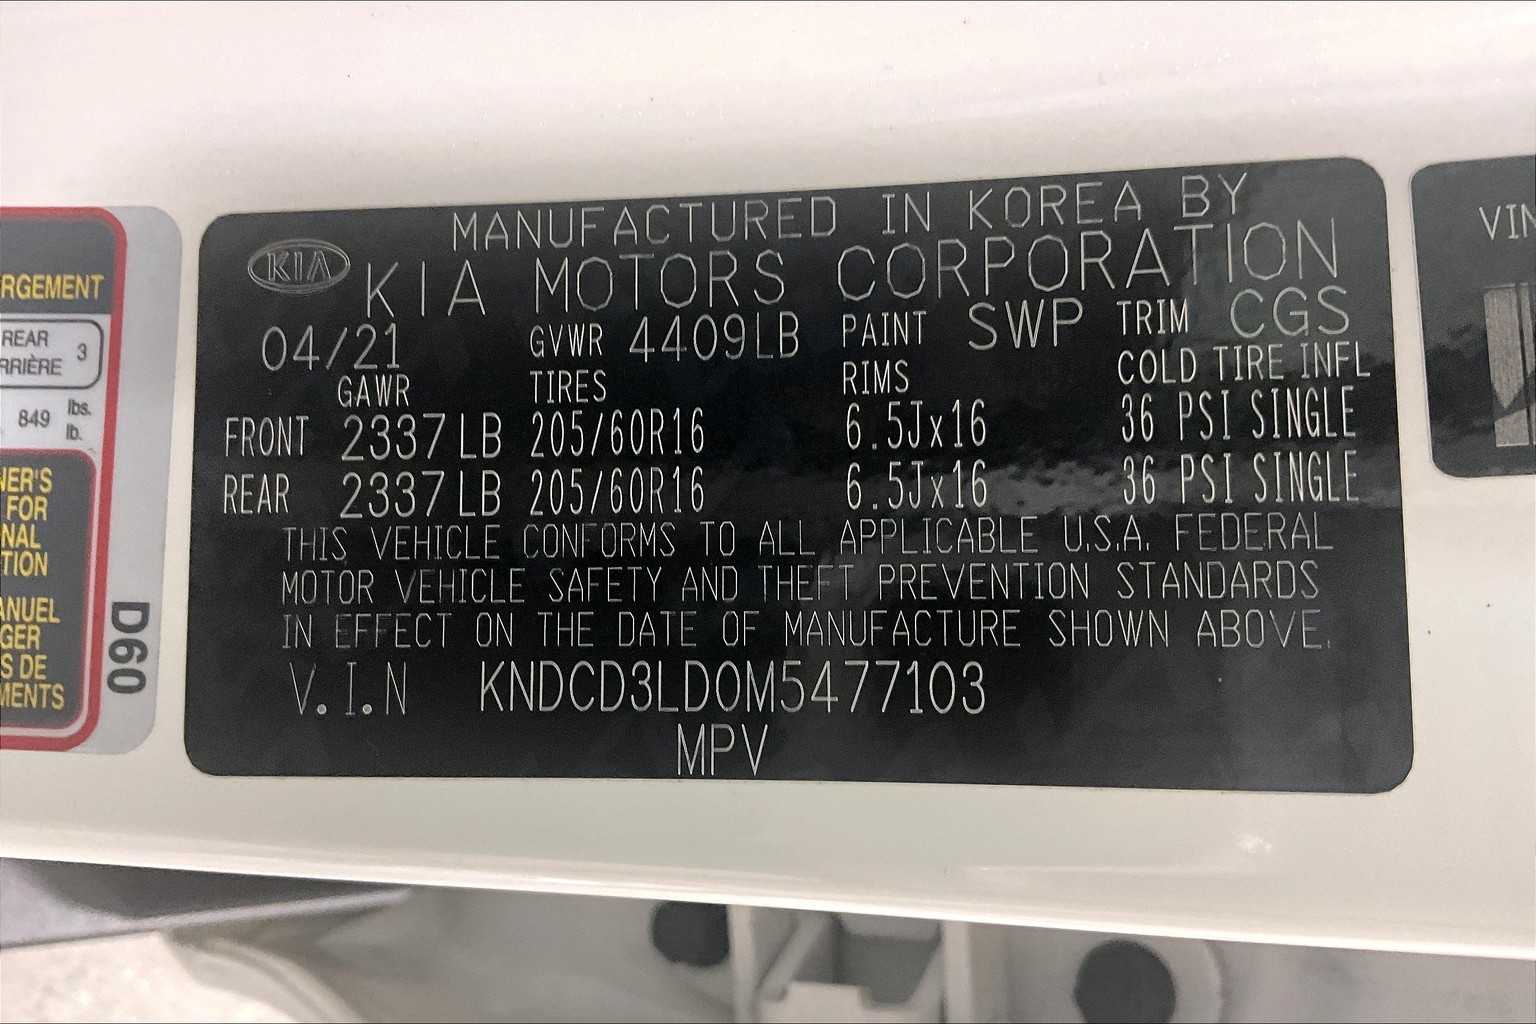 RGEMENT
REAR 3
RRIÈRE
849 lbs.
lb.
NER'S
FOR
NAL
TION
ANUEL
GER
S DE
MENTS
D60
MANUFACTURED IN KOREA BY
KIA KIA MOTORS CORPORATION
04/21 GVWR 4409LB PAINT SWP TRIM CGS
GAWR TIRES RIMS COLD TIRE INFL
FRONT 2337LB 205/60R16 6.5Jx16 36 PSI SINGLE
REAR 2337LB 205/60R16 6.5Jx16 36 PSI SINGLE
THIS VEHICLE CONFORMS TO ALL APPLICABLE U.S.A. FEDERAL
MOTOR VEHICLE SAFETY AND THEFT PREVENTION STANDARDS
IN EFFECT ON THE DATE OF MANUFACTURE SHOWN ABOVE.
V.I.N KNDCD3LD0M5477103
MPV
VIN